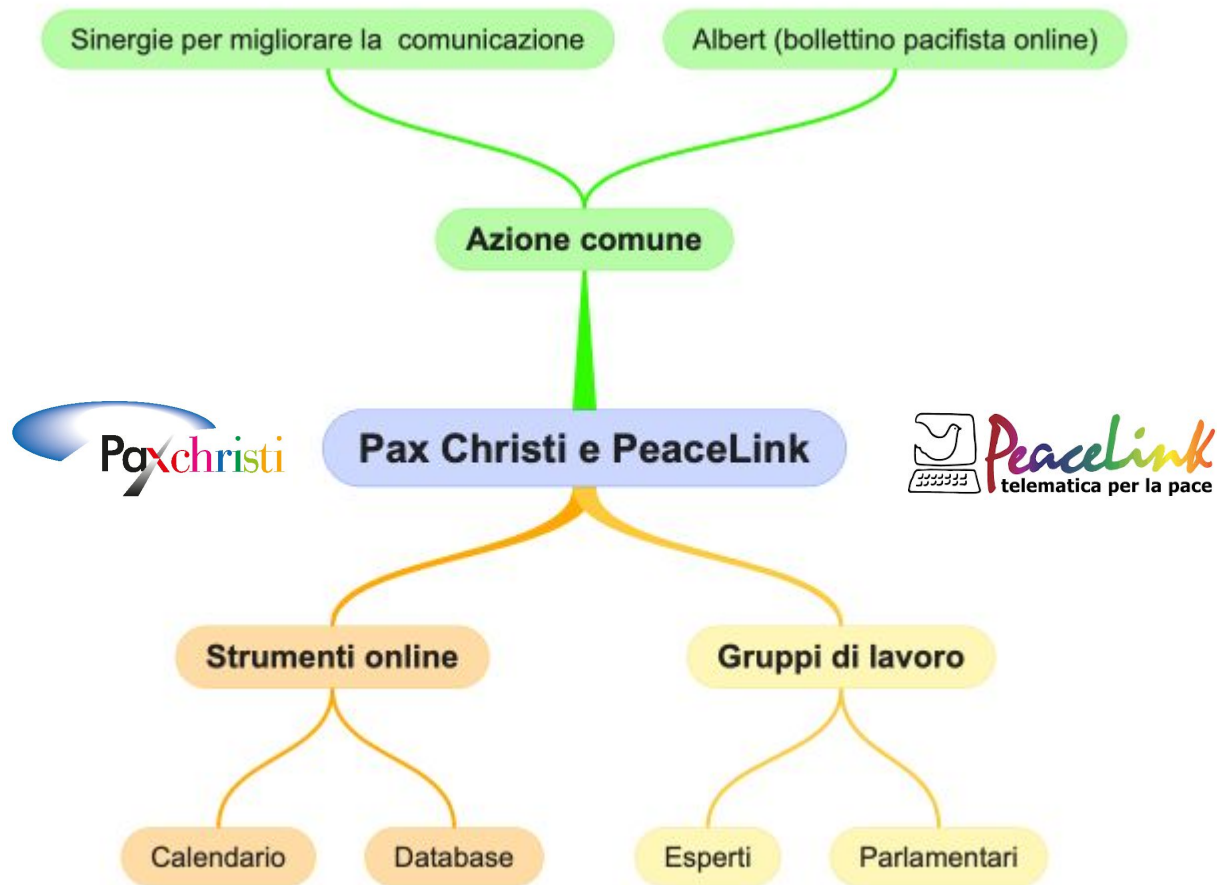 Sinergie per migliorare la comunicazione
Albert (bollettino pacifista online)
Azione comune
Paxchristi
Pax Christi e PeaceLink
PeaceLink
telematica per la pace
Strumenti online
Gruppi di lavoro
Calendario
Database
Esperti
Parlamentari